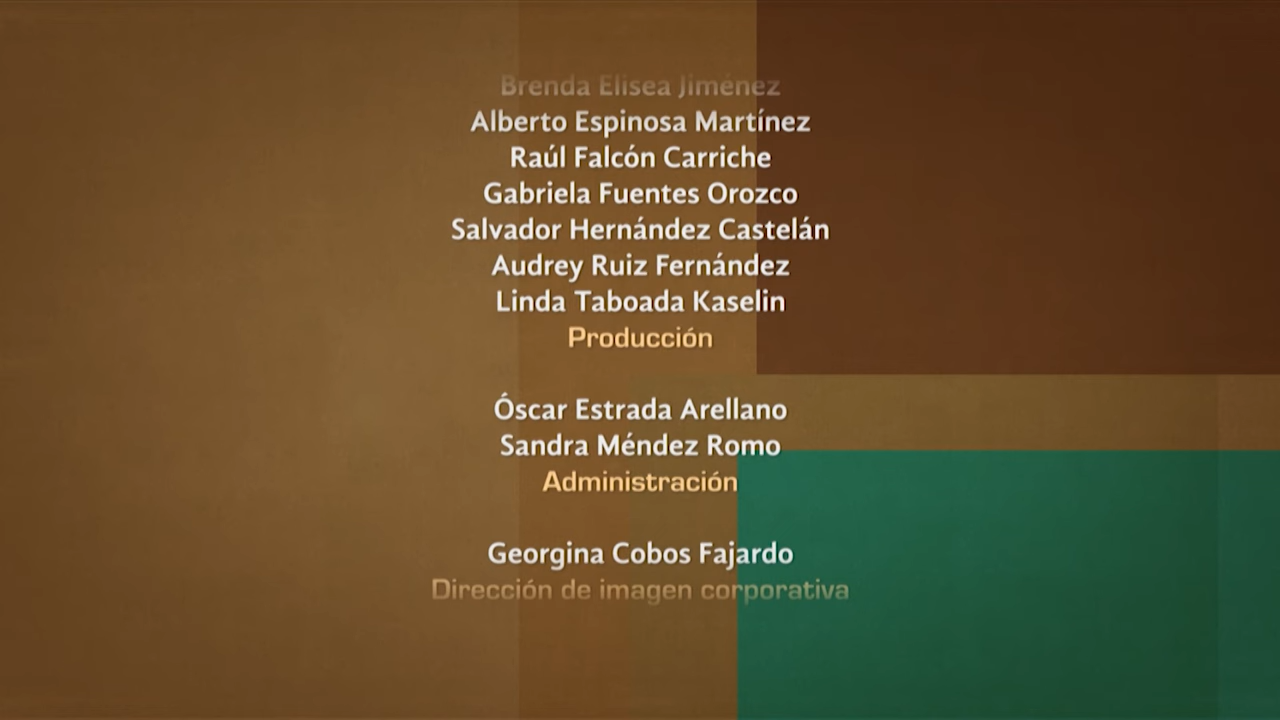 Brenda Elisea Jiménez
Alberto Espinosa Martínez
Raúl Falcón Carriche
Gabriela Fuentes Orozco
Salvador Hernández Castelán
Audrey Ruiz Fernández
Linda Taboada Kaselin
Producción
Óscar Estrada Arellano
Sandra Méndez Romo
Administración
Georgina Cobos Fajardo
Dirección de imagen corporativa